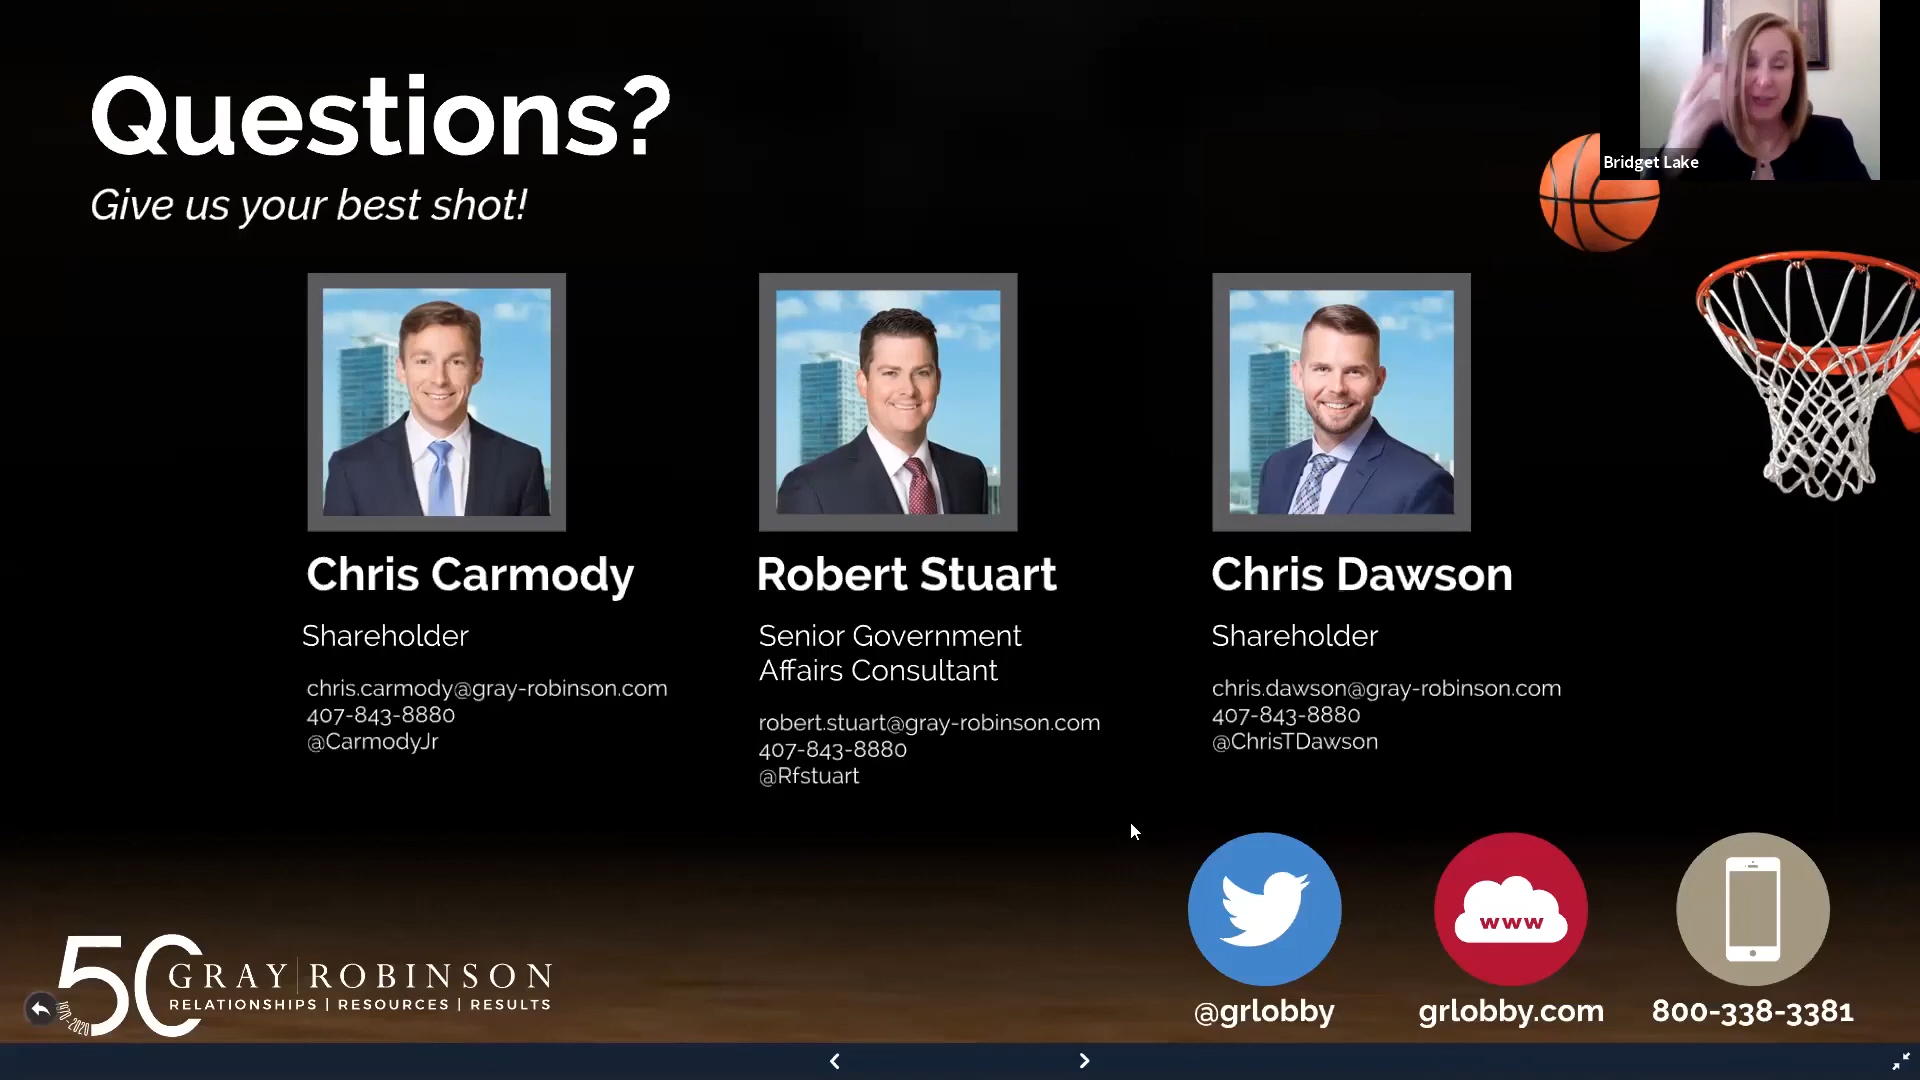 Questions?
Give us your best shot!
Bridget Lake
Chris Carmody
Shareholder
chris.carmody@gray-robinson.com
407-843-8880
@CarmodyJr
Robert Stuart
Senior Government
Affairs Consultant
robert.stuart@gray-robinson.com
407-843-8880
@Rfstuart
Chris Dawson
Shareholder
chris.dawson@gray-robinson.com
407-843-8880
@ChrisTDawson
50
1970-2020
GRAY|ROBINSON
RELATIONSHIPS | RESOURCES | RESULTS
www
@grlobby
grlobby.com
800-338-3381